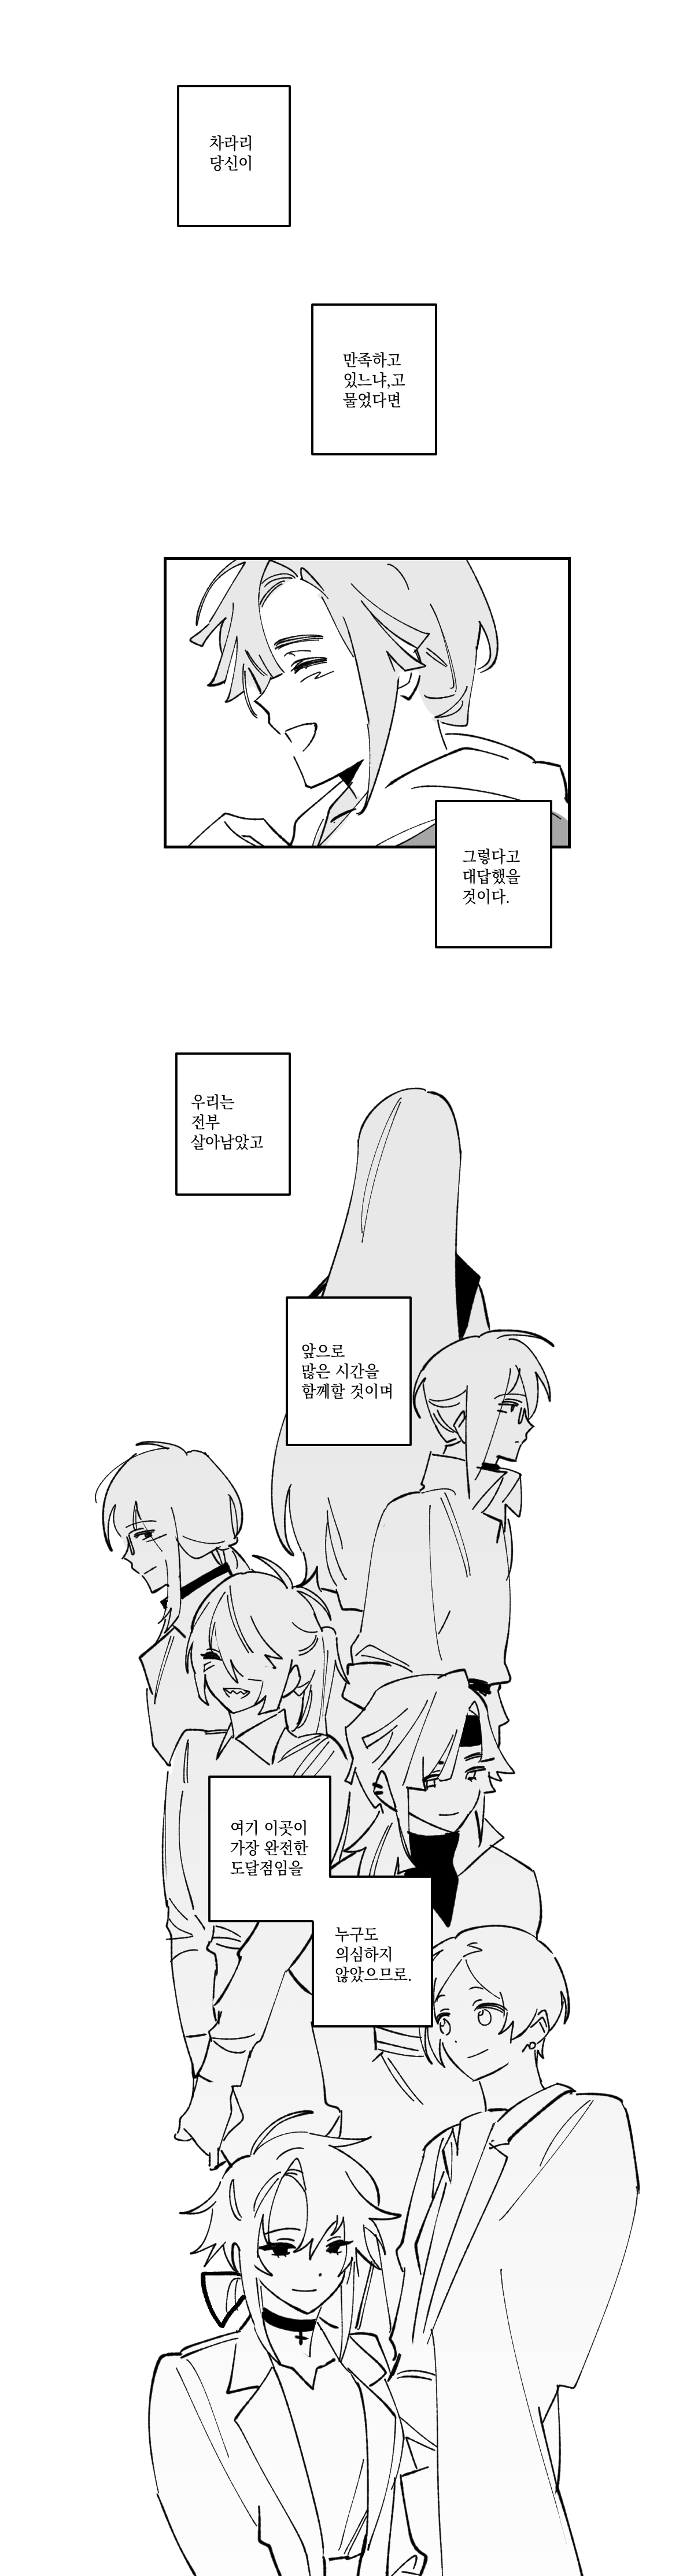 차라리
당신이
만족하고
있느냐,고
물었다면
그렇다고
대답했을
것이다.
우리는
전부
살아남았고
앞으로
많은 시간을
함께할 것이며
여기 이곳이
가장 완전한
도달점임을
누구도
의심하지
않았으므로.